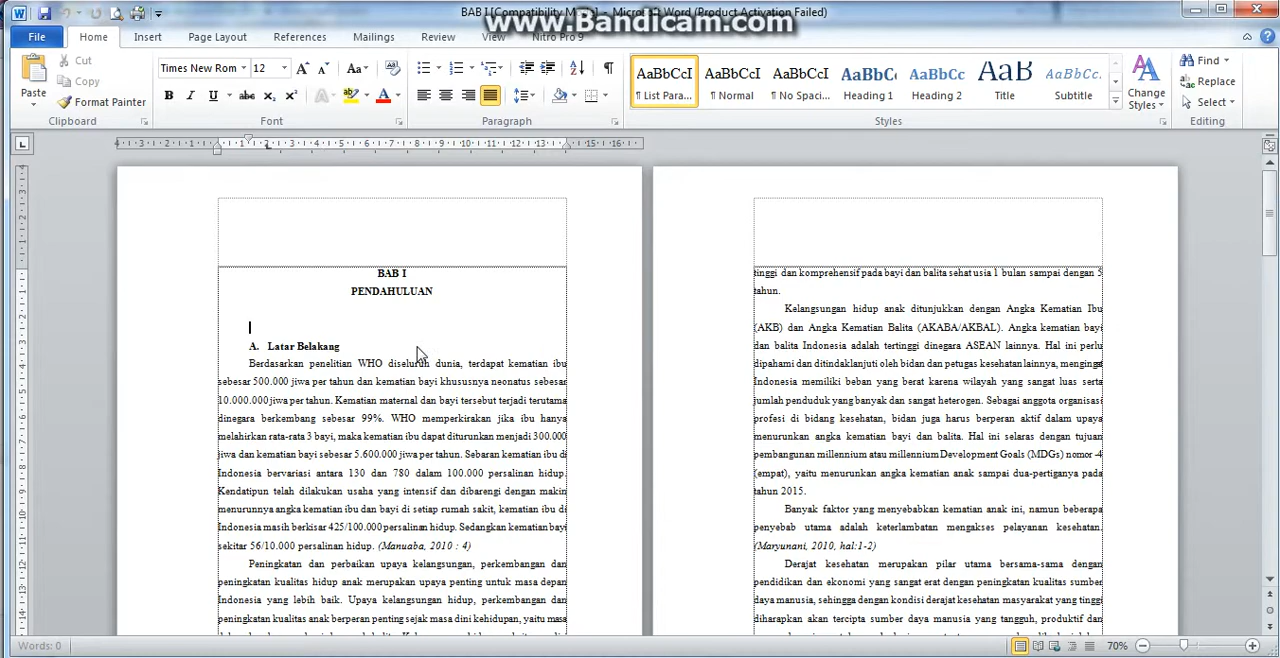 BAB I [Compatibility M - Microsoft Word (Product Activation Failed)
www.Bandicam.com
File Home Insert Page Layout References Mailings Review View Nitro Pro 9
Paste
Cut
Copy
Format Painter
Clipboard
Times New Rom 12
Font
Paragraph
AaBbCcI AaBbCcI AaBbCcI AaBbC AaBbCc AaB AaBbCc.
¶ List Para... ¶ Normal ¶ No Spaci... Heading 1 Heading 2 Title Subtitle
Change Styles
Styles
Find
Replace
Select
Editing
BAB I
PENDAHULUAN
A. Latar Belakang
Berdasarkan penelitian WHO diseluruh dunia, terdapat kematian ibu
sebesar 500.000 jiwa per tahun dan kematian bayi khususnya neonatus sebesar
10.000.000 jiwa per tahun. Kematian maternal dan bayi tersebut terjadi terutama
dinegara berkembang sebesar 99%. WHO memperkirakan jika ibu hanya
melahirkan rata-rata 3 bayi, maka kematian ibu dapat diturunkan menjadi 300.000
jiwa dan kematian bayi sebesar 5.600.000 jiwa per tahun. Sebaran kematian ibu di
Indonesia bervariasi antara 130 dan 780 dalam 100.000 persalinan hidup.
Kendatipun telah dilakukan usaha yang intensif dan dibarengi dengan makin
menurunnya angka kematian ibu dan bayi di setiap rumah sakit, kematian ibu di
Indonesia masih berkisar 425/100.000 persalinan hidup. Sedangkan kematian bayi
sekitar 56/10.000 persalinan hidup. (Manuaba, 2010 : 4)
Peningkatan dan perbaikan upaya kelangsungan, perkembangan dan
peningkatan kualitas hidup anak merupakan upaya penting untuk masa depan
Indonesia yang lebih baik. Upaya kelangsungan hidup, perkembangan dan
peningkatan kualitas anak berperan penting sejak masa dini kehidupan, yaitu masa
tinggi dan komprehensif pada bayi dan balita sehat usia 1 bulan sampai dengan 5
tahun.
Kelangsungan hidup anak ditunjukkan dengan Angka Kematian Ibu
(AKB) dan Angka Kematian Balita (AKABA/AKBAL). Angka kematian bayi
dan balita Indonesia adalah tertinggi dinegara ASEAN lainnya. Hal ini perlu
dipahami dan ditindaklanjuti oleh bidan dan petugas kesehatan lainnya, mengingat
Indonesia memiliki beban yang berat karena wilayah yang sangat luas serta
jumlah penduduk yang banyak dan sangat heterogen. Sebagai anggota organisasi
profesi di bidang kesehatan, bidan juga harus berperan aktif dalam upaya
menurunkan angka kematian bayi dan balita. Hal ini selaras dengan tujuan
pembangunan millennium atau millennium Development Goals (MDGs) nomor -4
(empat), yaitu menurunkan angka kematian anak sampai dua-pertiganya pada
tahun 2015.
Banyak faktor yang menyebabkan kematian anak ini, namun beberapa
penyebab utama adalah keterlambatan mengakses pelayanan kesehatan.
(Maryunani, 2010, hal:1-2)
Derajat kesehatan merupakan pilar utama bersama-sama dengan
pendidikan dan ekonomi yang sangat erat dengan peningkatan kualitas sumber
daya manusia, sehingga dengan kondisi derajat kesehatan masyarakat yang tinggi
diharapkan akan tercipta sumber daya manusia yang tangguh, produktif dan
Words: 0
70%